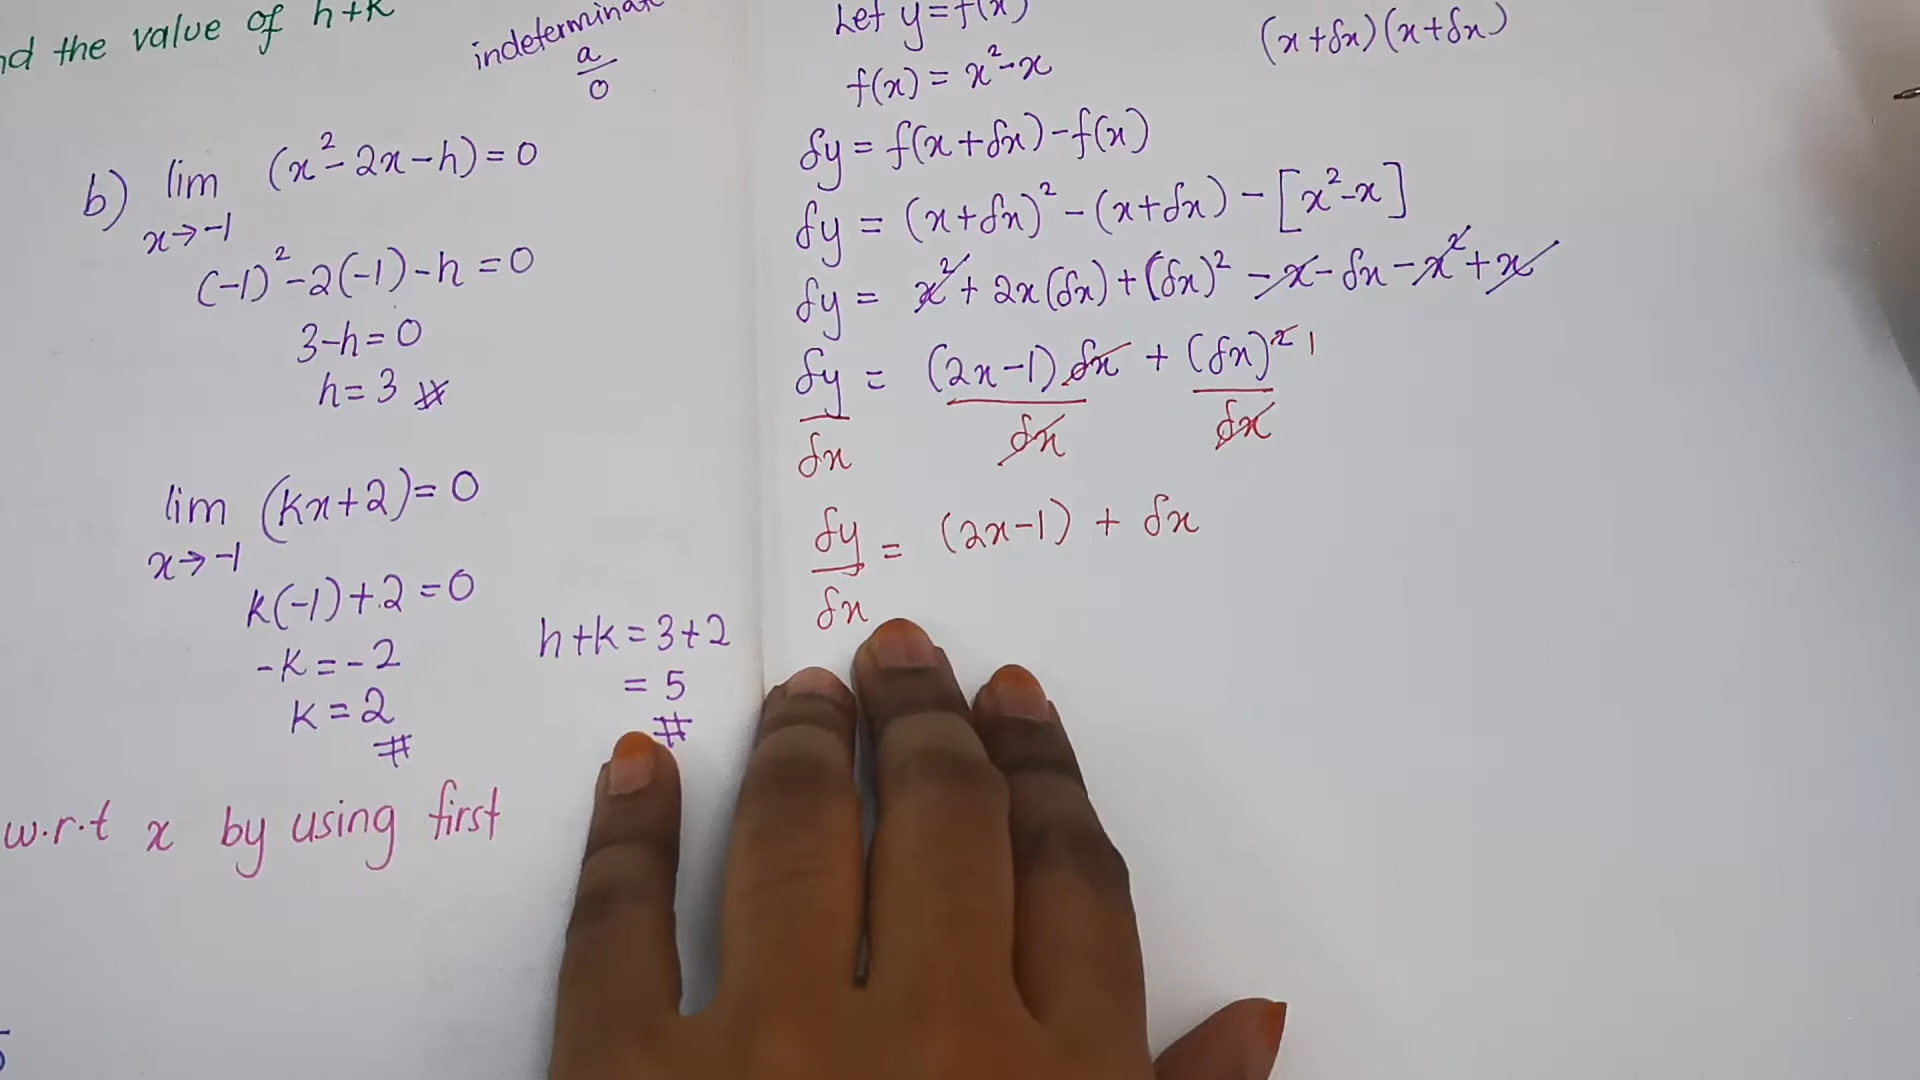 the value of h+k
indeterminate
a/0
b) lim x→-1 (x²-2x-h)=0
(-1)²-2(-1)-h=0
3-h=0
h=3 #
lim x→-1 (kx+2)=0
k(-1)+2=0
-k=-2
k=2
#
h+k=3+2
=5
#
w.r.t x by using first
Let y=f(x)
f(x)=x²-x
(x+δx)(x+δx)
δy=f(x+δx)-f(x)
δy=(x+δx)²-(x+δx)-[x²-x]
δy=x²+2x(δx)+(δx)²-x-δx-x²+x
δy/δx=(2x-1)δx/δx+(δx)²1/δx
δy/δx=(2x-1)+δx